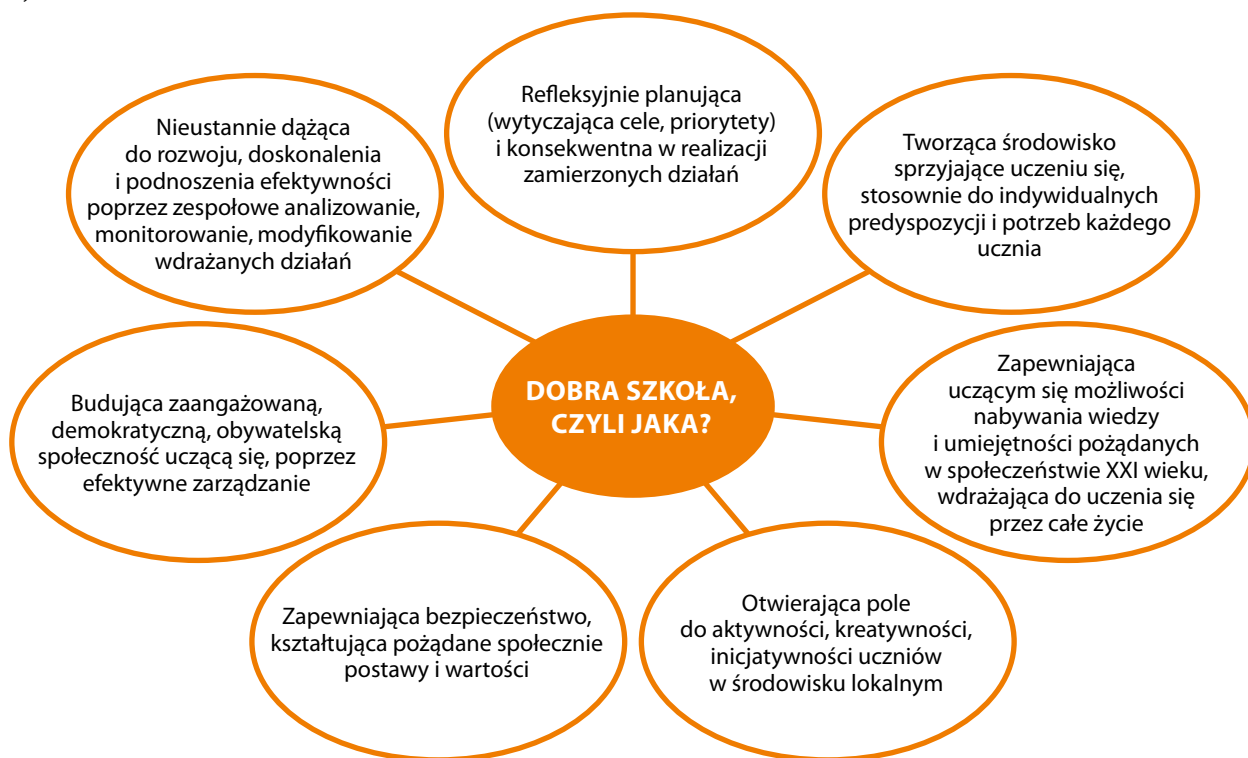 Refleksyjnie planująca
(wytyczająca cele, priorytety)
i konsekwentna w realizacji
zamierzonych działań
Nieustannie dążąca
do rozwoju, doskonalenia
i podnoszenia efektywności
poprzez zespołowe analizowanie,
monitorowanie, modyfikowanie
wdrażanych działań
Tworząca środowisko
sprzyjające uczeniu się,
stosownie do indywidualnych
predyspozycji i potrzeb każdego
ucznia
DOBRA SZKOŁA,
CZYLI JAKA?
Budująca zaangażowaną,
demokratyczną, obywatelską
społeczność uczącą się, poprzez
efektywne zarządzanie
Zapewniająca
uczącym się możliwości
nabywania wiedzy
i umiejętności pożądanych
w społeczeństwie XXI wieku,
wdrażająca do uczenia się
przez całe życie
Zapewniająca bezpieczeństwo,
kształtująca pożądane społecznie
postawy i wartości
Otwierająca pole
do aktywności, kreatywności,
inicjatywności uczniów
w środowisku lokalnym